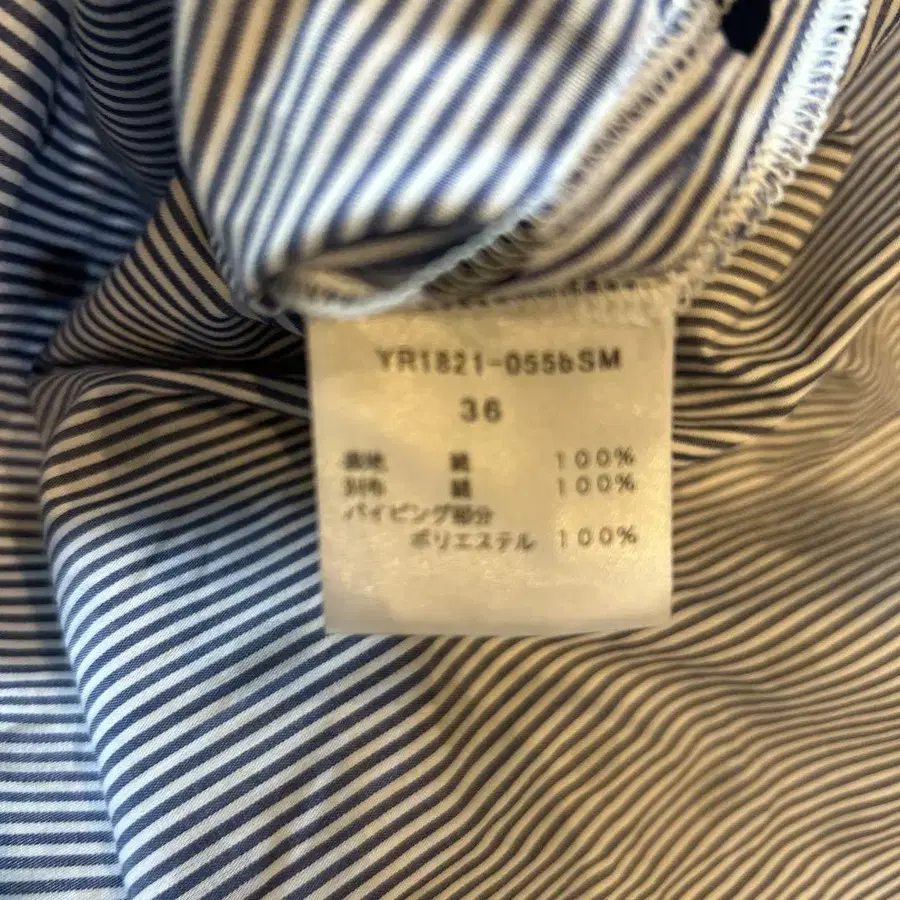 YR1821-055bSM
36
表地 綿 100%
別布 綿 100%
パイピング部分
ポリエステル 100%